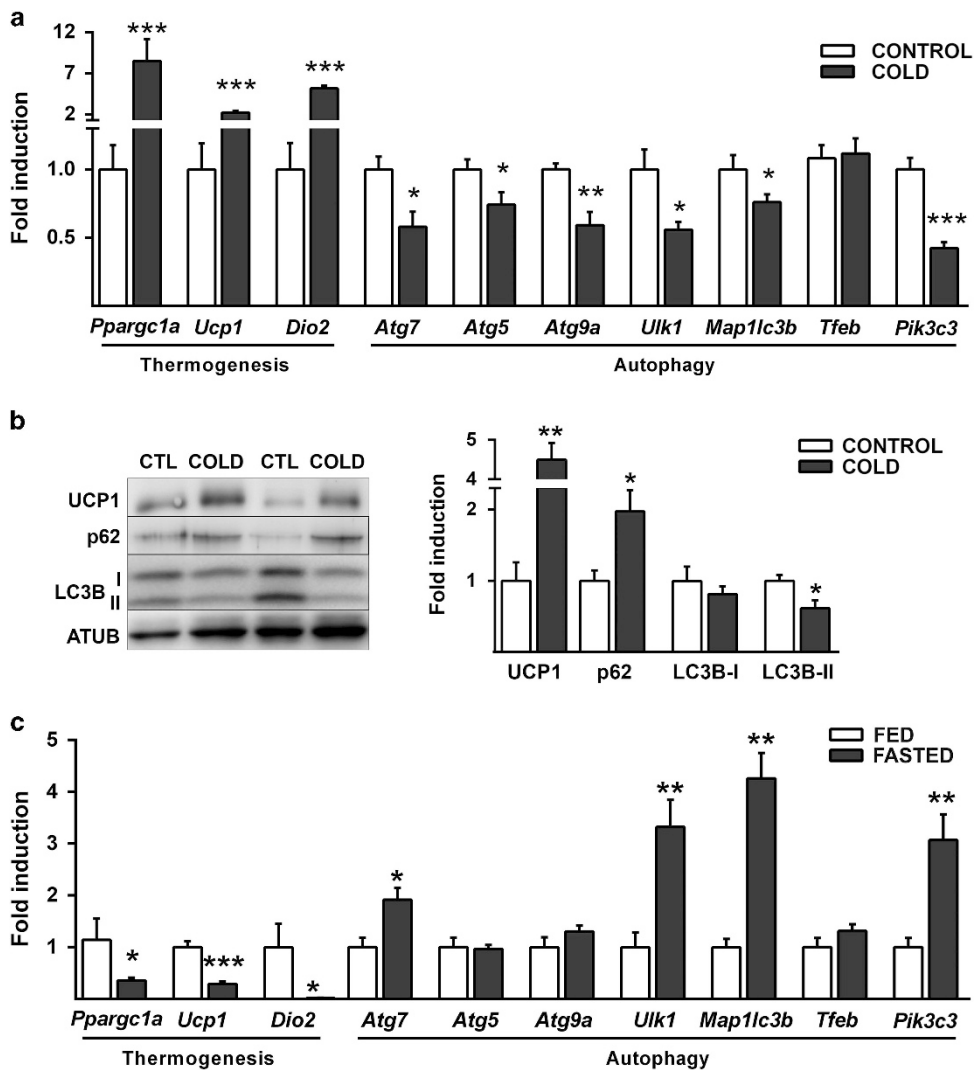 a
Fold induction
12
7
2
1.0
0.5
*** *** *** * * ** * * ***
CONTROL
COLD
Ppargc1a Ucp1 Dio2 Atg7 Atg5 Atg9a Ulk1 Map1lc3b Tfeb Pik3c3
Thermogenesis Autophagy
b
CTL COLD CTL COLD
UCP1
p62
LC3B I
II
ATUB
Fold induction
5
4
2
1
** * *
CONTROL
COLD
UCP1 p62 LC3B-I LC3B-II
c
Fold induction
5
4
3
2
1
* *** * * ** ** **
FED
FASTED
Ppargc1a Ucp1 Dio2 Atg7 Atg5 Atg9a Ulk1 Map1lc3b Tfeb Pik3c3
Thermogenesis Autophagy